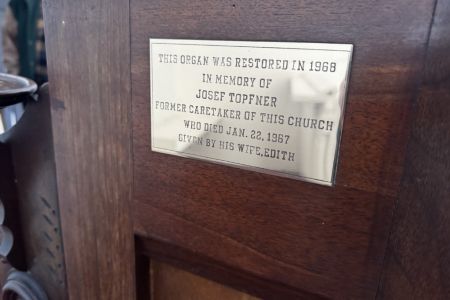 THIS ORGAN WAS RESTORED IN 1968
IN MEMORY OF
JOSEF TOPFNER
FORMER CARETAKER OF THIS CHURCH
WHO DIED JAN. 22, 1967
GIVEN BY HIS WIFE, EDITH